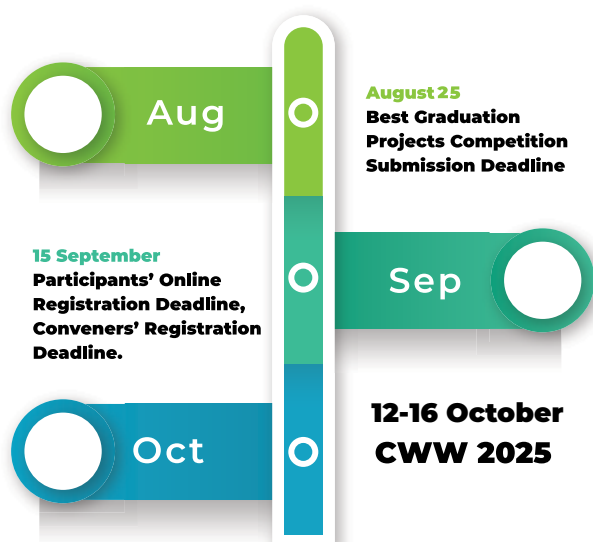 Aug
August 25
Best Graduation
Projects Competition
Submission Deadline
15 September
Participants’ Online
Registration Deadline,
Conveners’ Registration
Deadline.
Sep
Oct
12-16 October
CWW 2025